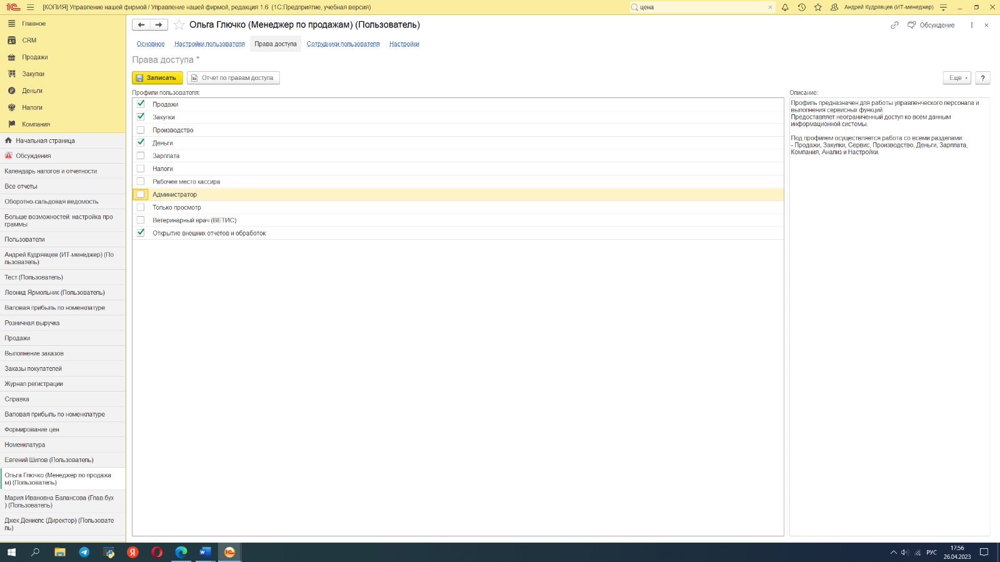 [КОПИЯ] Управление нашей фирмой / Управление нашей фирмой, редакция 1.6 (1С:Предприятие, учебная версия)
цена
Андрей Кудрявцев (ИТ-менеджер)
Главное
CRM
Продажи
Закупки
Деньги
Налоги
Компания
Начальная страница
Обсуждения
Календарь налогов и отчетности
Все отчеты
Оборотно-сальдовая ведомость
Больше возможностей: настройка про
граммы
Пользователи
Андрей Кудрявцев (ИТ-менеджер) (По
льзователь)
Тест (Пользователь)
Леонид Ярмольник (Пользователь)
Валовая прибыль по номенклатуре
Розничная выручка
Продажи
Выполнение заказов
Заказы покупателей
Журнал регистрации
Справка
Валовая прибыль по номенклатуре
Формирование цен
Номенклатура
Евгений Шилов (Пользователь)
Ольга Глючко (Менеджер по продажа
м) (Пользователь)
Мария Ивановна Балансова (Глав.бух
) (Пользователь)
Джек Дениелс (Директор) (Пользовате
ль)
Ольга Глючко (Менеджер по продажам) (Пользователь)
Обсуждение
Основное
Настройки пользователя
Права доступа
Сотрудники пользователя
Настройки
Права доступа *
Записать
Отчет по правам доступа
Еще
?
Профили пользователя:
Продажи
Закупки
Производство
Деньги
Зарплата
Налоги
Рабочее место кассира
Администратор
Только просмотр
Ветеринарный врач (ВЕТИС)
Открытие внешних отчетов и обработок
Описание:
Профиль предназначен для работы управленческого персонала и
выполнения сервисных функций.
Предоставляет неограниченный доступ ко всем данным
информационной системы.
Под профилем осуществляется работа со всеми разделами:
- Продажи, Закупки, Сервис, Производство, Деньги, Зарплата,
Компания, Анализ и Настройки.
РУС
17:56
26.04.2023